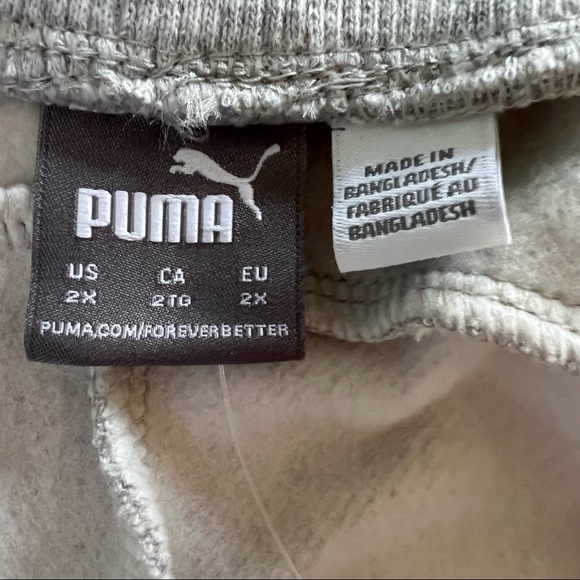 PUMA
US CA EU
2X 2TG 2X
PUMA.COM/FOREVERBETTER
MADE IN
BANGLADESH/
FABRIQUÉ AU
BANGLADESH